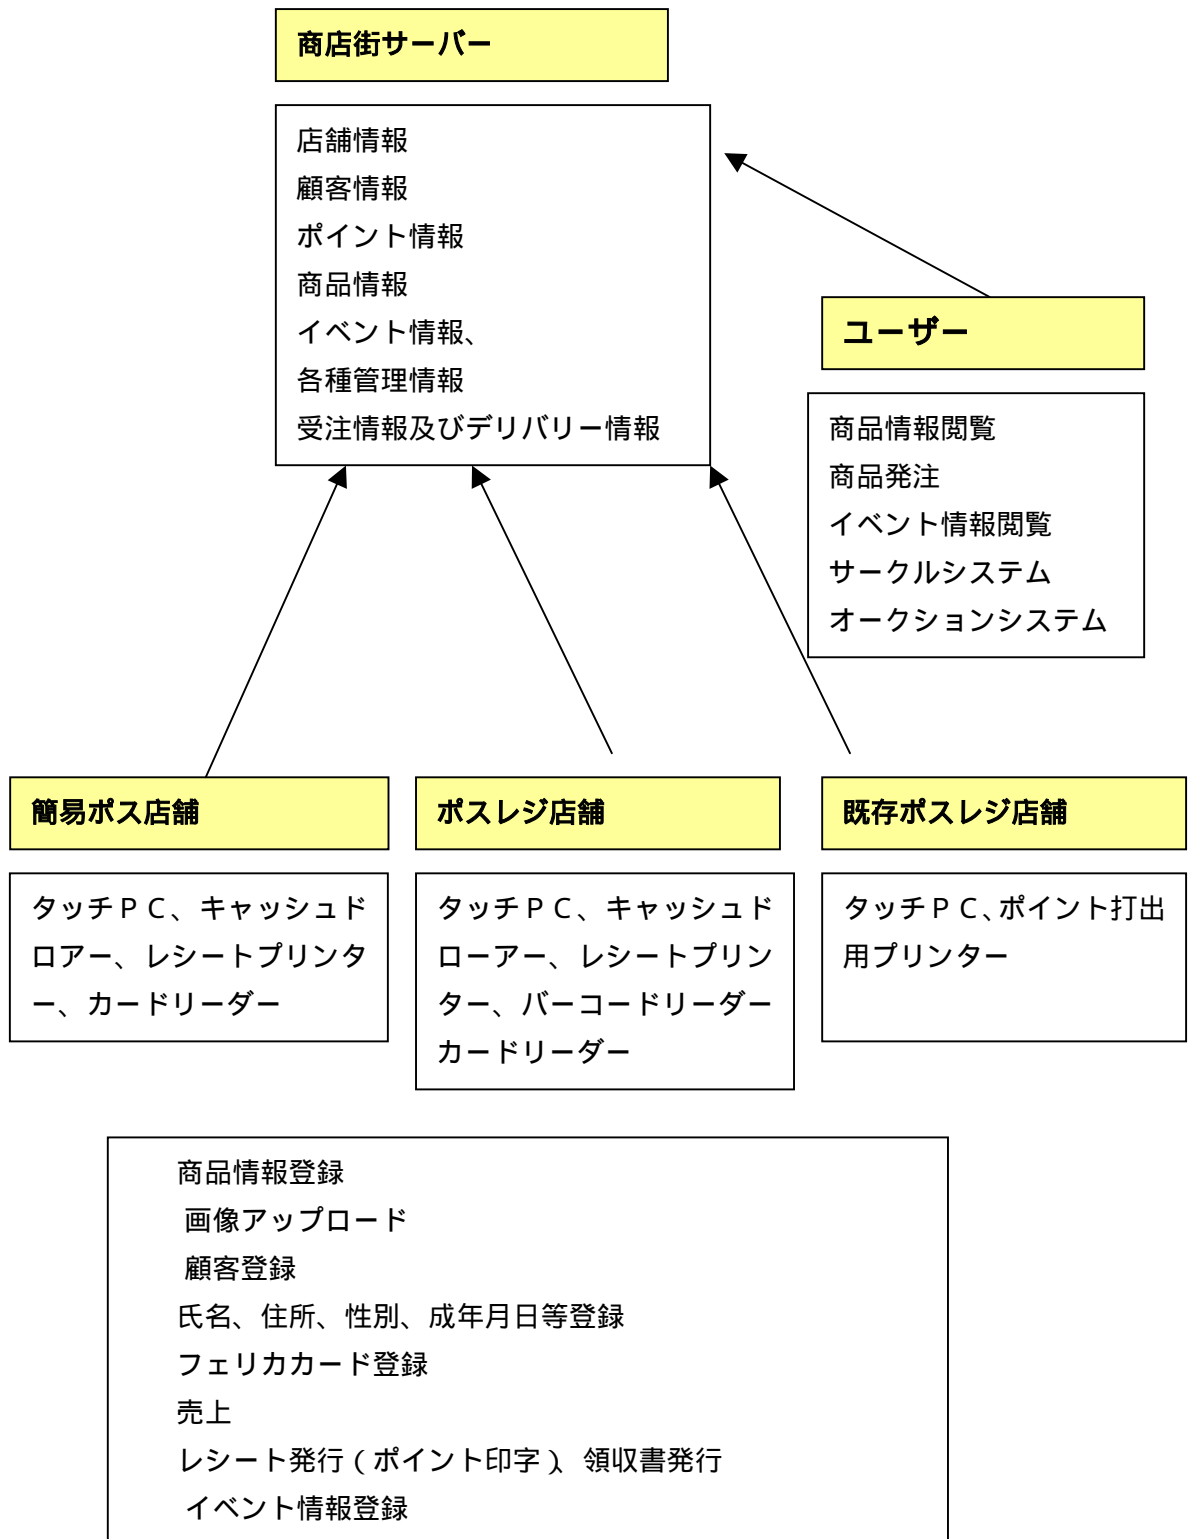 商店街サーバー
店舗情報
顧客情報
ポイント情報
商品情報
イベント情報、
各種管理情報
受注情報及びデリバリー情報
ユーザー
商品情報閲覧
商品発注
イベント情報閲覧
サークルシステム
オークションシステム
簡易ポス店舗
タッチＰＣ、キャッシュド
ロアー、レシートプリンタ
ー、カードリーダー
ポスレジ店舗
タッチＰＣ、キャッシュド
ローアー、レシートプリン
ター、バーコードリーダー
カードリーダー
既存ポスレジ店舗
タッチＰＣ、ポイント打出
用プリンター
商品情報登録
画像アップロード
顧客登録
氏名、住所、性別、成年月日等登録
フェリカカード登録
売上
レシート発行（ポイント印字）、領収書発行
イベント情報登録